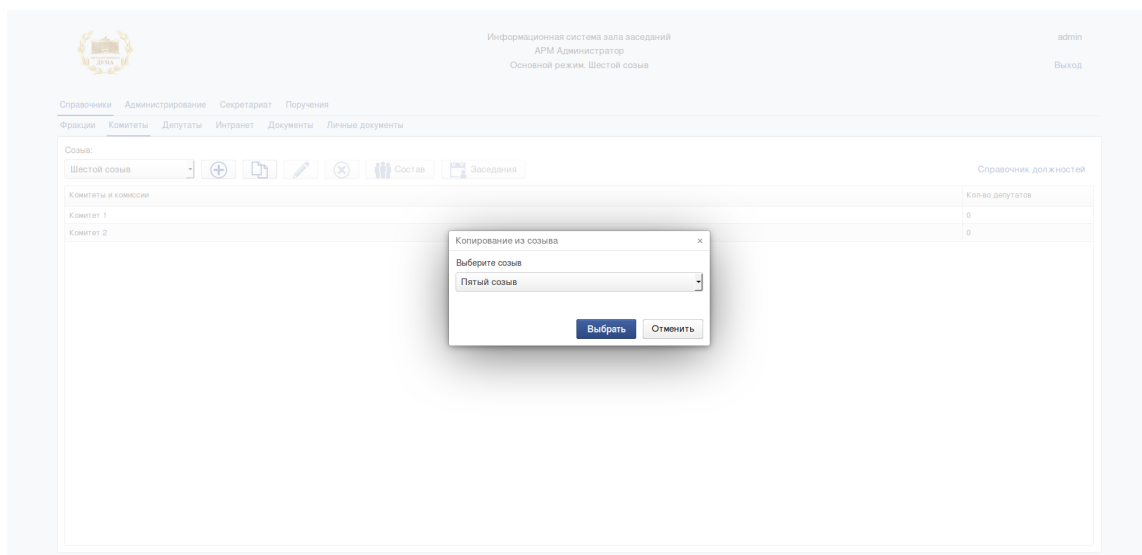 Информационная система зала заседаний
АРМ Администратор
Основной режим. Шестой созыв
admin
Выход
ДУМА
Справочники Администрирование Секретариат Поручения
Фракции Комитеты Депутаты Интранет Документы Личные документы
Созыв:
Шестой созыв Состав Заседания Справочник должностей
Комитеты и комиссии Кол-во депутатов
Комитет 1 0
Комитет 2 0
Копирование из созыва ×
Выберите созыв
Пятый созыв
Выбрать Отменить